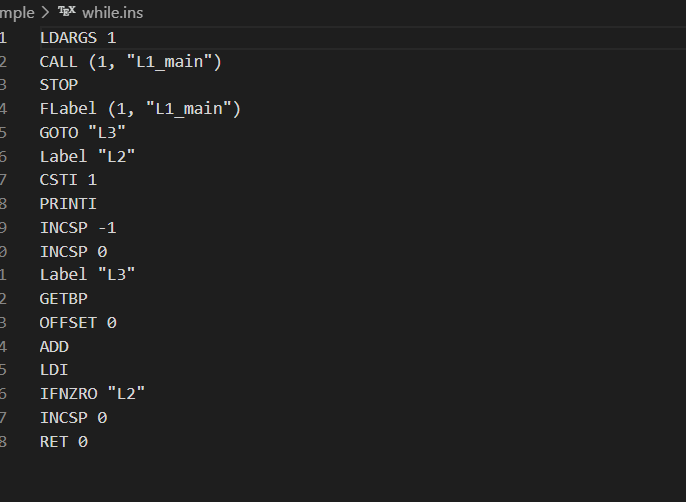 mple > TEX while.ins
1 LDARGS 1
2 CALL (1, "L1_main")
3 STOP
4 FLabel (1, "L1_main")
5 GOTO "L3"
6 Label "L2"
7 CSTI 1
8 PRINTI
9 INCSP -1
0 INCSP 0
1 Label "L3"
2 GETBP
3 OFFSET 0
4 ADD
5 LDI
6 IFNZRO "L2"
7 INCSP 0
8 RET 0